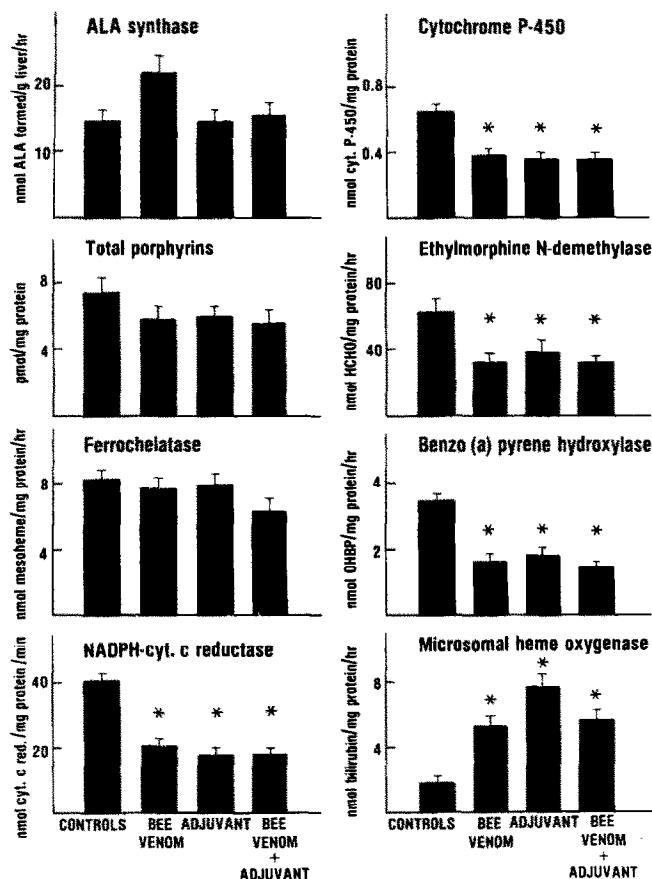 ALA synthase
nmol ALA formed/g liver/hr
20
10
Cytochrome P-450
nmol cyt. P-450/mg protein
0.8
0.4
*
*
*
Total porphyrins
pmol/mg protein
8
4
Ethylmorphine N-demethylase
nmol HCHO/mg protein/hr
80
40
*
*
*
Ferrochelatase
nmol mesoheme/mg protein/hr
8
4
Benzo (a) pyrene hydroxylase
nmol OHBP/mg protein/hr
4
2
*
*
*
NADPH-cyt. c reductase
nmol cyt. c red./mg protein/min
40
20
*
*
*
CONTROLS
BEE
VENOM
ADJUVANT
BEE
VENOM
+
ADJUVANT
Microsomal heme oxygenase
nmol bilirubin/mg protein/hr
8
4
*
*
*
CONTROLS
BEE
VENOM
ADJUVANT
BEE
VENOM
+
ADJUVANT